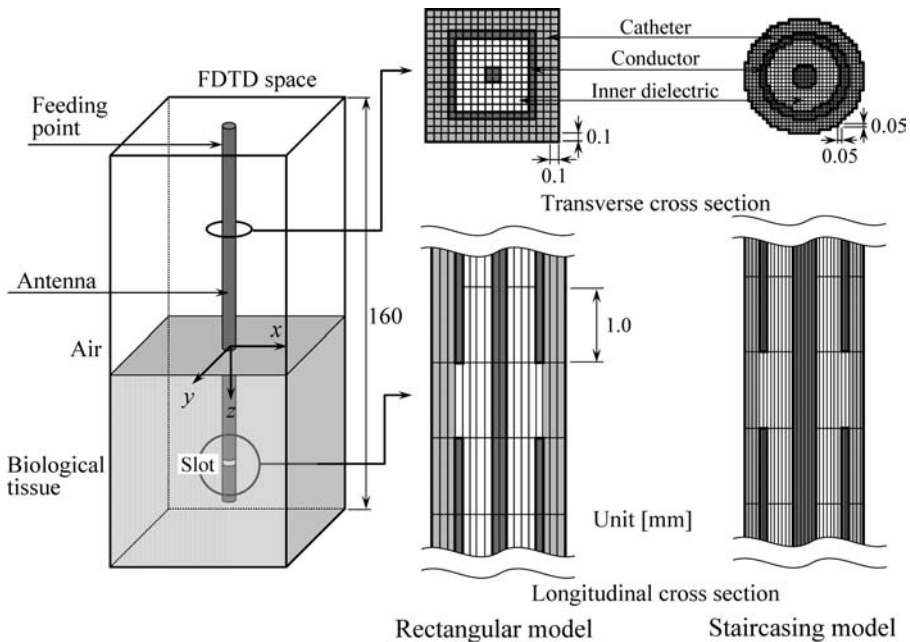 FDTD space
Feeding
point
Antenna
Air
x
y
z
160
Biological
tissue
Slot
Catheter
Conductor
Inner dielectric
0.1
0.1
0.05
0.05
Transverse cross section
1.0
Unit [mm]
Longitudinal cross section
Rectangular model
Staircasing model